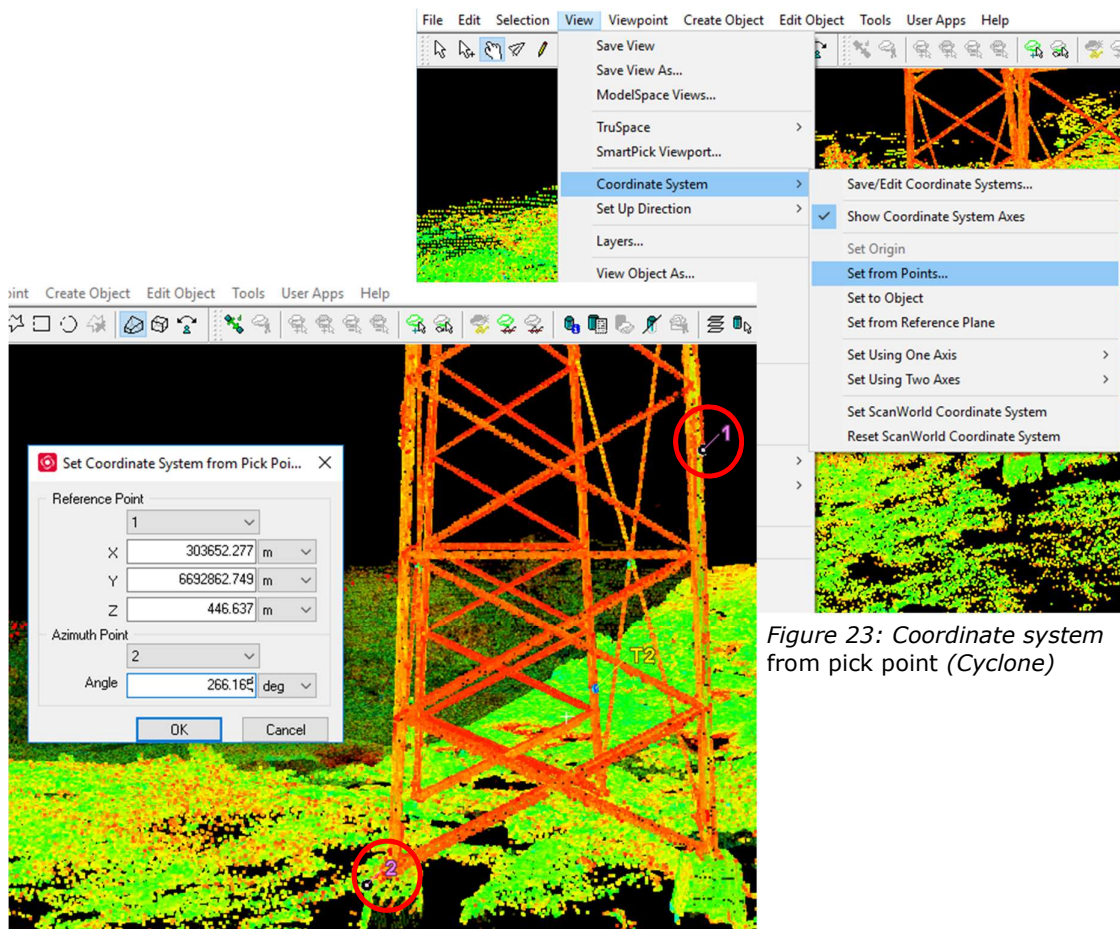 File Edit Selection View Viewpoint Create Object Edit Object Tools User Apps Help
Save View
Save View As...
ModelSpace Views...
TruSpace
SmartPick Viewport...
Coordinate System
Set Up Direction
Layers...
View Object As...
Save/Edit Coordinate Systems...
Show Coordinate System Axes
Set Origin
Set from Points...
Set to Object
Set from Reference Plane
Set Using One Axis
Set Using Two Axes
Set ScanWorld Coordinate System
Reset ScanWorld Coordinate System
oint Create Object Edit Object Tools User Apps Help
1
Set Coordinate System from Pick Poi...
Reference Point
1
X 303652.277 m
Y 6692862.749 m
Z 446.637 m
Azimuth Point
2
Angle deg
OK Cancel
T2
2
Figure 23: Coordinate system
from pick point (Cyclone)